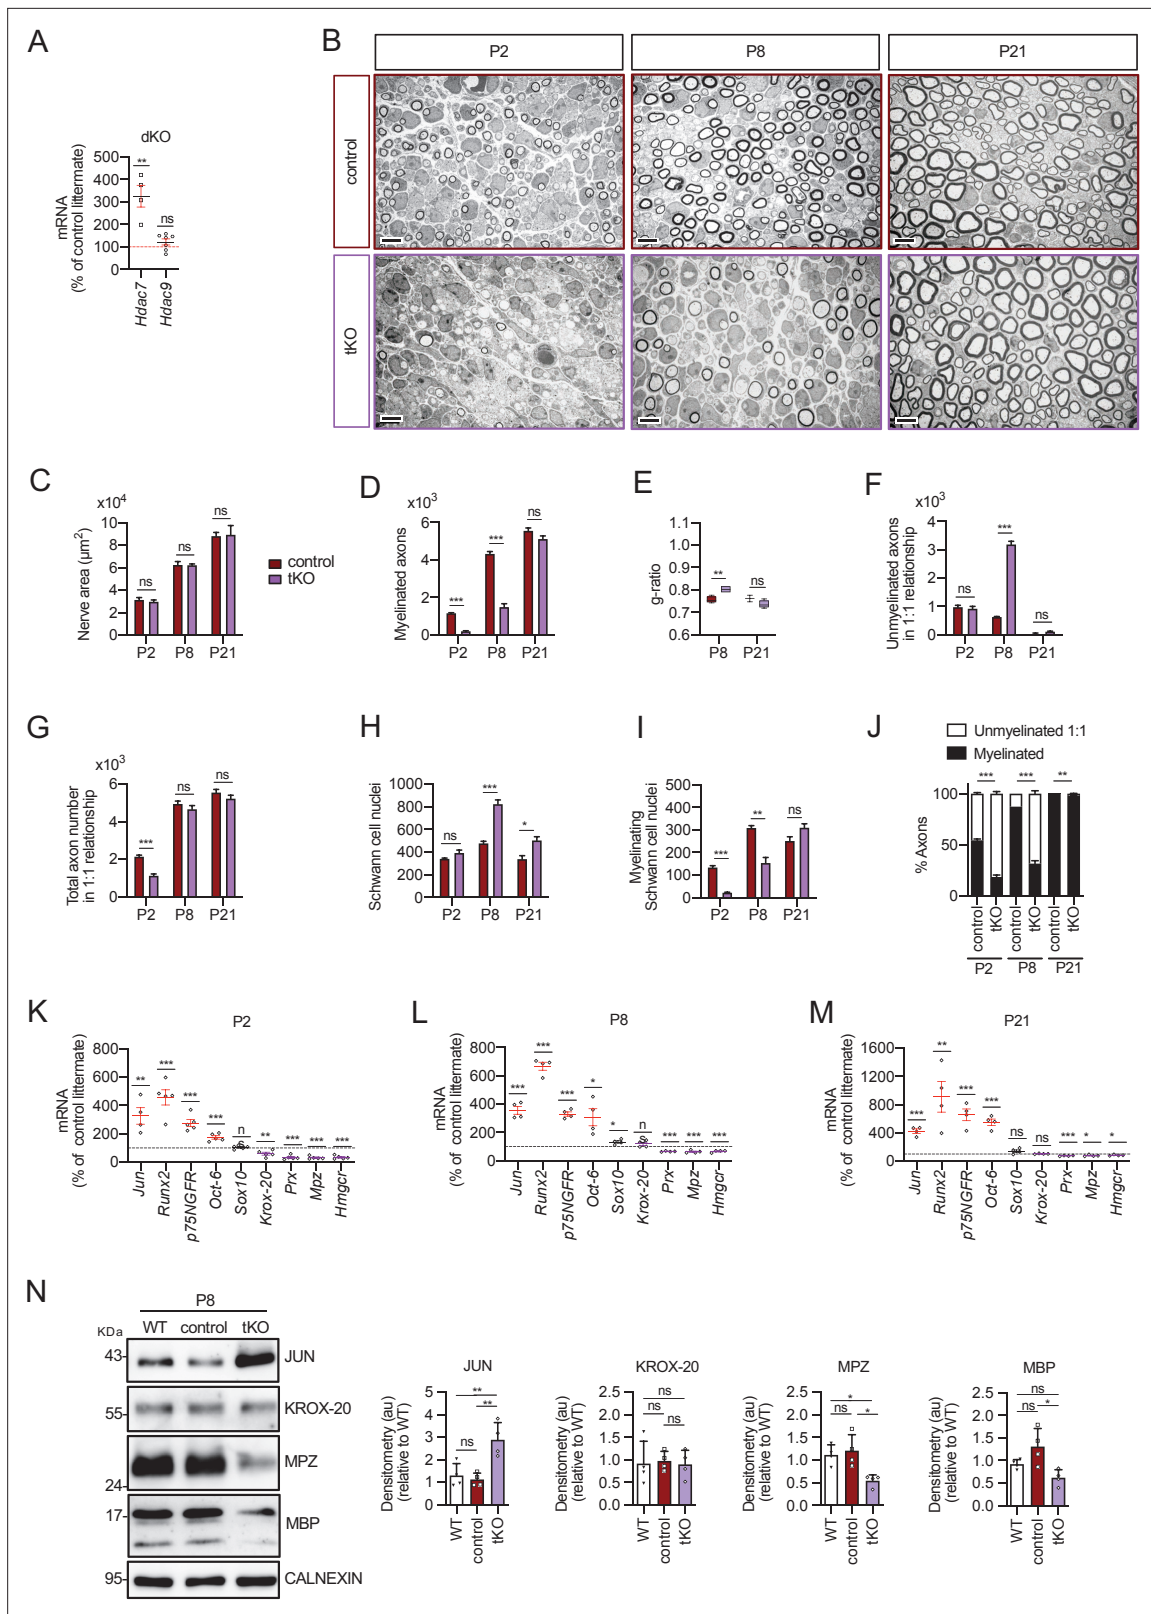 A
dKO
mRNA
(% of control littermate)
500
400
300
200
100
0
**
ns
Hdac7
Hdac9
B
P2
P8
P21
control
tKO
C
x10⁴
Nerve area (µm²)
10
8
6
4
2
0
ns
ns
ns
P2
P8
P21
control
tKO
D
x10³
Myelinated axons
6
4
2
0
***
***
ns
P2
P8
P21
E
g-ratio
1.1
1.0
0.9
0.8
0.7
0.6
**
ns
P8
P21
F
x10³
Unmyelinated axons
in 1:1 relationship
4
3
2
1
0
ns
***
ns
P2
P8
P21
G
x10³
Total axon number
in 1:1 relationship
6
4
2
0
***
ns
ns
P2
P8
P21
H
Schwann cell nuclei
1000
800
600
400
200
0
ns
***
*
P2
P8
P21
I
Myelinating
Schwann cell nuclei
500
400
300
200
100
0
***
**
ns
P2
P8
P21
J
Unmyelinated 1:1
Myelinated
% Axons
100
50
0
***
***
**
control
tKO
control
tKO
control
tKO
P2
P8
P21
K
P2
mRNA
(% of control littermate)
800
600
400
200
0
**
***
***
***
n
s
**
***
***
***
Jun
Runx2
p75NGFR
Oct-6
Sox10
Krox-20
Prx
Mpz
Hmgcr
L
P8
mRNA
(% of control littermate)
800
600
400
200
0
***
***
***
*
*
n
s
***
***
***
Jun
Runx2
p75NGFR
Oct-6
Sox10
Krox-20
Prx
Mpz
Hmgcr
M
P21
mRNA
(% of control littermate)
1600
1200
800
400
0
***
**
***
***
ns
ns
***
*
*
Jun
Runx2
p75NGFR
Oct-6
Sox10
Krox-20
Prx
Mpz
Hmgcr
N
P8
KDa
WT control tKO
43
JUN
55
KROX-20
MPZ
24
17
MBP
95
CALNEXIN
JUN
Densitometry (au)
(relative to WT)
5
4
3
2
1
0
**
**
ns
WT
control
tKO
KROX-20
Densitometry (au)
(relative to WT)
2.5
2.0
1.5
1.0
0.5
0.0
ns
ns
ns
WT
control
tKO
MPZ
Densitometry (au)
(relative to WT)
2.5
2.0
1.5
1.0
0.5
0.0
*
ns
*
WT
control
tKO
MBP
Densitometry (au)
(relative to WT)
2.5
2.0
1.5
1.0
0.5
0.0
ns
ns
*
WT
control
tKO